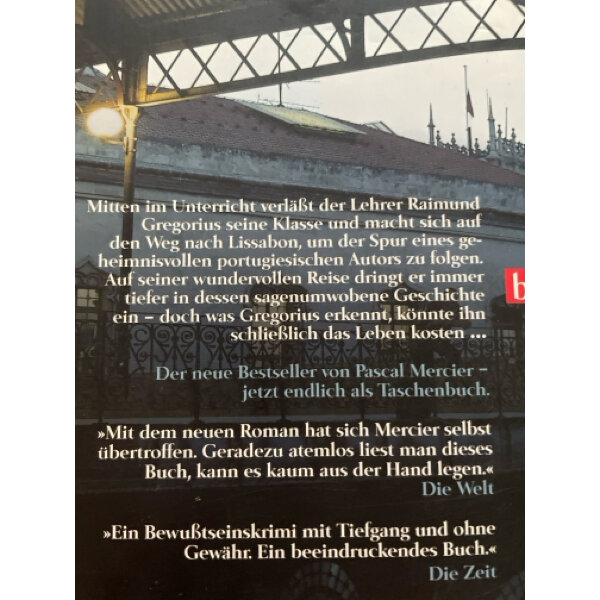 Mitten im Unterricht verläßt der Lehrer Raimund
Gregorius seine Klasse und macht sich auf
den Weg nach Lissabon, um der Spur eines ge-
heimnisvollen portugiesischen Autors zu folgen.
Auf seiner wundervollen Reise dringt er immer
tiefer in dessen sagenumwobene Geschichte
ein – doch was Gregorius erkennt, könnte ihn
schließlich das Leben kosten ...
Der neue Bestseller von Pascal Mercier –
jetzt endlich als Taschenbuch.
»Mit dem neuen Roman hat sich Mercier selbst
übertroffen. Geradezu atemlos liest man dieses
Buch, kann es kaum aus der Hand legen.«
Die Welt
»Ein Bewußtseinskrimi mit Tiefgang und ohne
Gewähr. Ein beeindruckendes Buch.«
Die Zeit
b